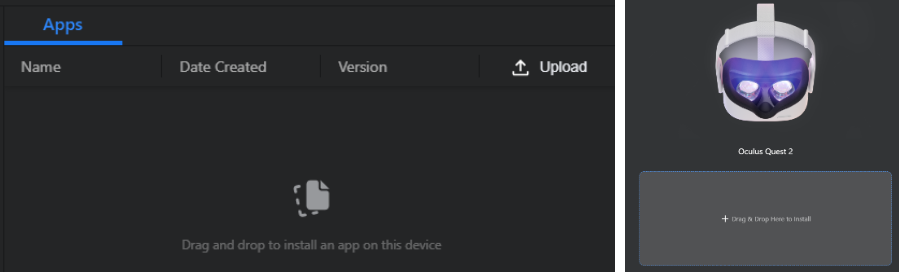 Apps
Name Date Created Version Upload
Drag and drop to install an app on this device
Oculus Quest 2
Drag & Drop Here to Install